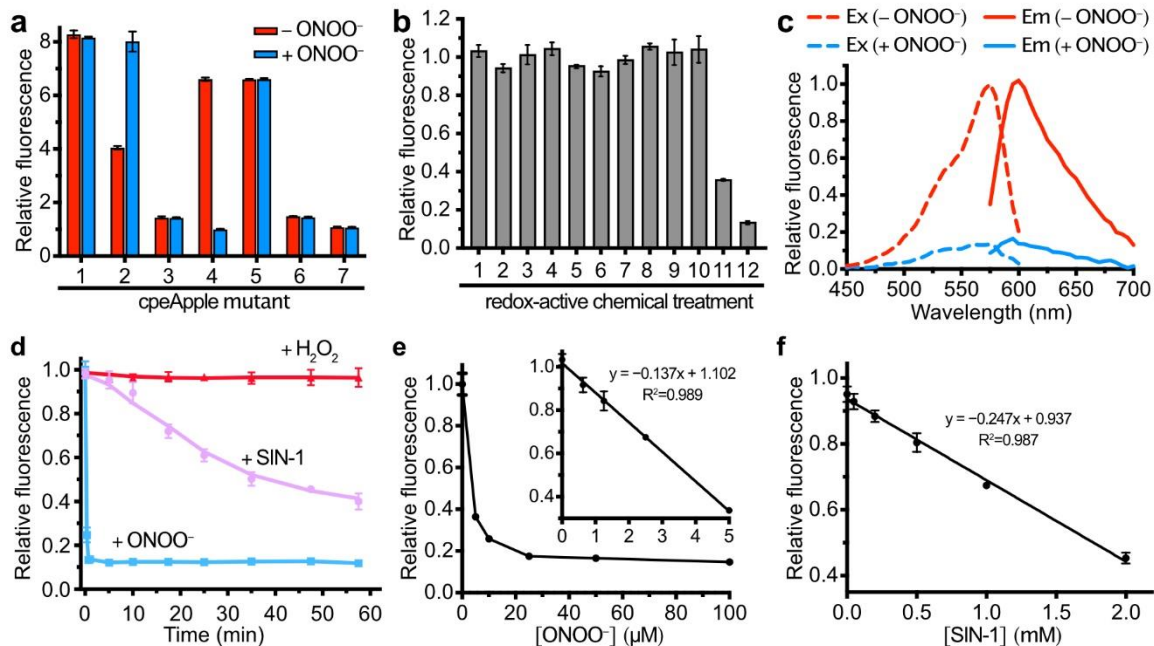 a
Relative fluorescence
8
6
4
2
0
– ONOO⁻
+ ONOO⁻
1 2 3 4 5 6 7
cpeApple mutant
b
Relative fluorescence
1.4
1.2
1.0
0.8
0.6
0.4
0.2
0.0
1 2 3 4 5 6 7 8 9 10 11 12
redox-active chemical treatment
c
Ex (– ONOO⁻) Em (– ONOO⁻)
Ex (+ ONOO⁻) Em (+ ONOO⁻)
Relative fluorescence
1.0
0.8
0.6
0.4
0.2
0.0
450 500 550 600 650 700
Wavelength (nm)
d
Relative fluorescence
1.0
0.8
0.6
0.4
0.2
0.0
+ H₂O₂
+ SIN-1
+ ONOO⁻
0 10 20 30 40 50 60
Time (min)
e
Relative fluorescence
1.0
0.8
0.6
0.4
0.2
0.0
y = −0.137x + 1.102
R²=0.989
1.0
0.8
0.6
0.4
0 1 2 3 4 5
0 20 40 60 80 100
[ONOO⁻] (µM)
f
Relative fluorescence
1.0
0.8
0.6
0.4
y = −0.247x + 0.937
R²=0.987
0.0 0.5 1.0 1.5 2.0
[SIN-1] (mM)